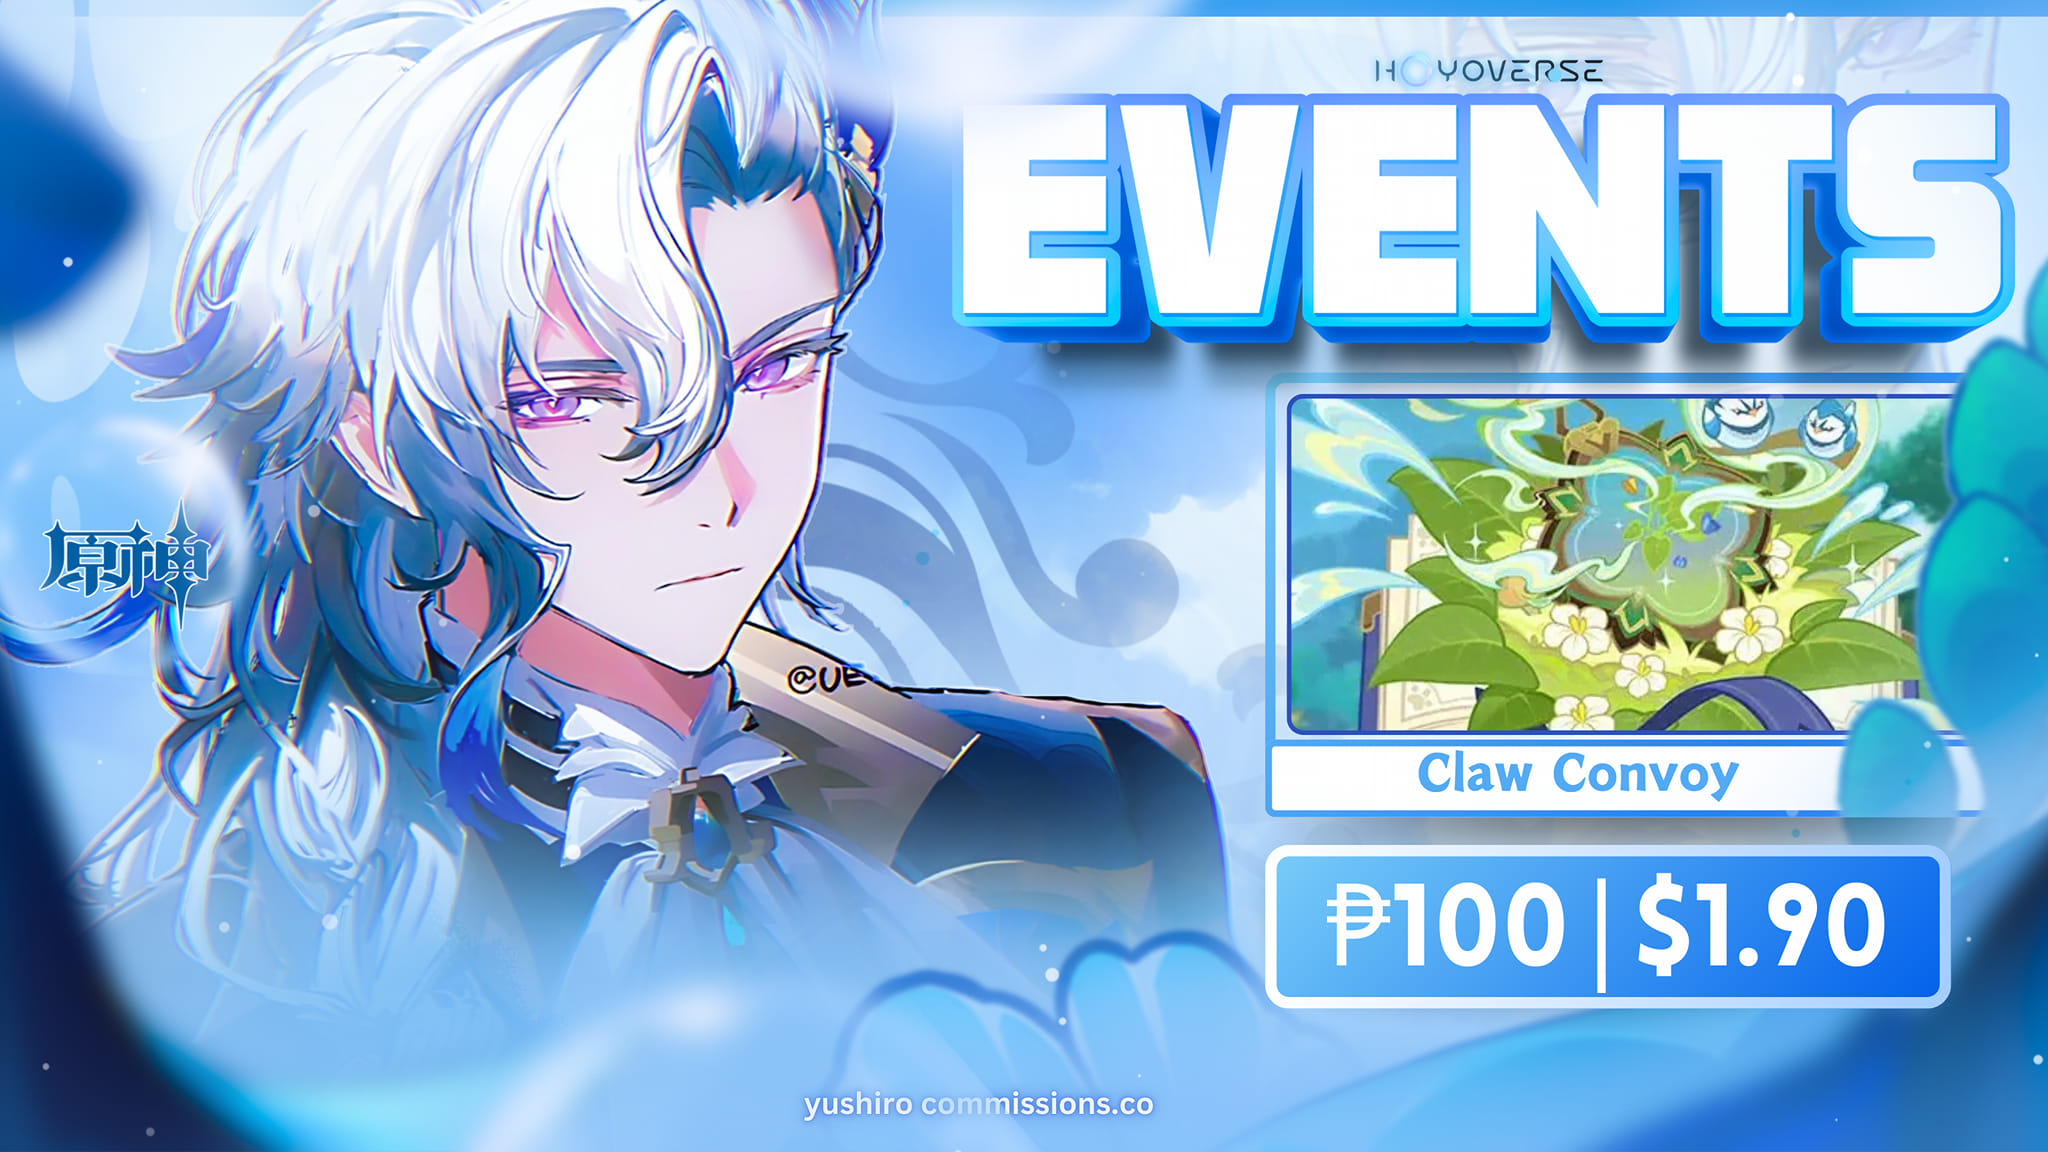 HOYOVERSE
EVENTS
原神
@UE
Claw Convoy
₱100 | $1.90
yushiro commissions.co